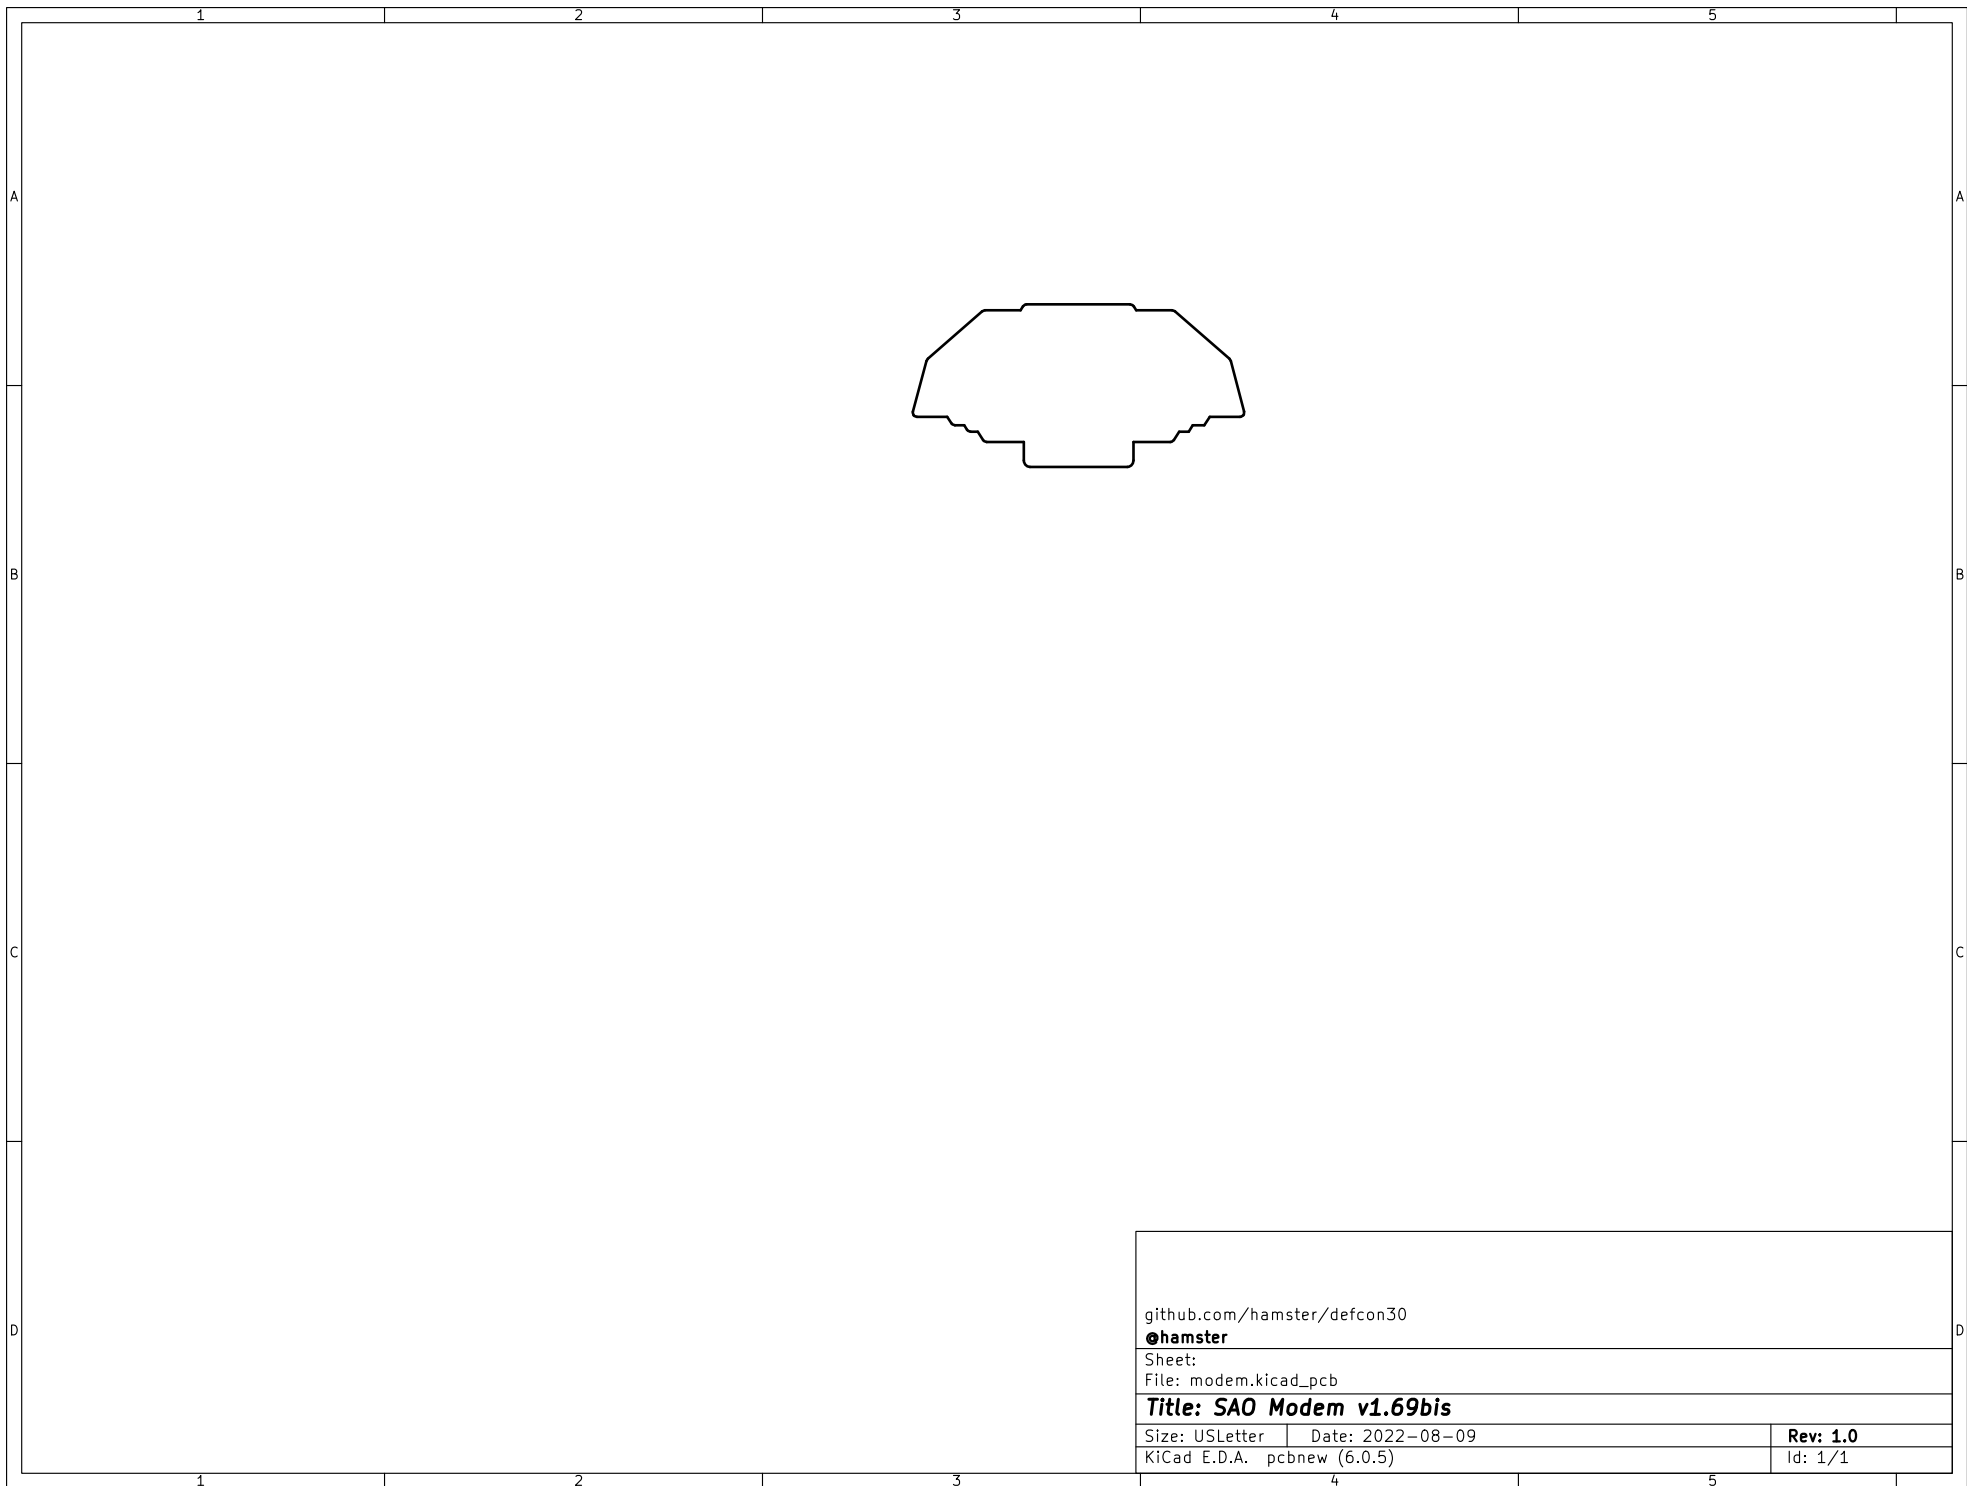 1 2 3 4 5
A A
B B
C C
D D
github.com/hamster/defcon30
@hamster
Sheet:
File: modem.kicad_pcb
Title: SAO Modem v1.69bis
Size: USLetter Date: 2022-08-09 Rev: 1.0
KiCad E.D.A. pcbnew (6.0.5) Id: 1/1
1 2 3 4 5